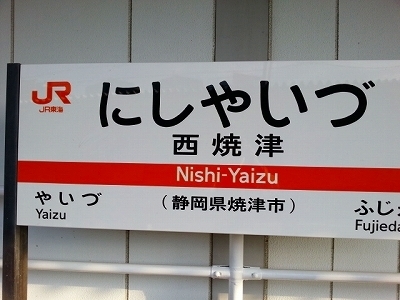 JR
JR東海
にしやいづ
西焼津
Nishi-Yaizu
やいづ
Yaizu
（静岡県焼津市）
ふじ
Fujieda